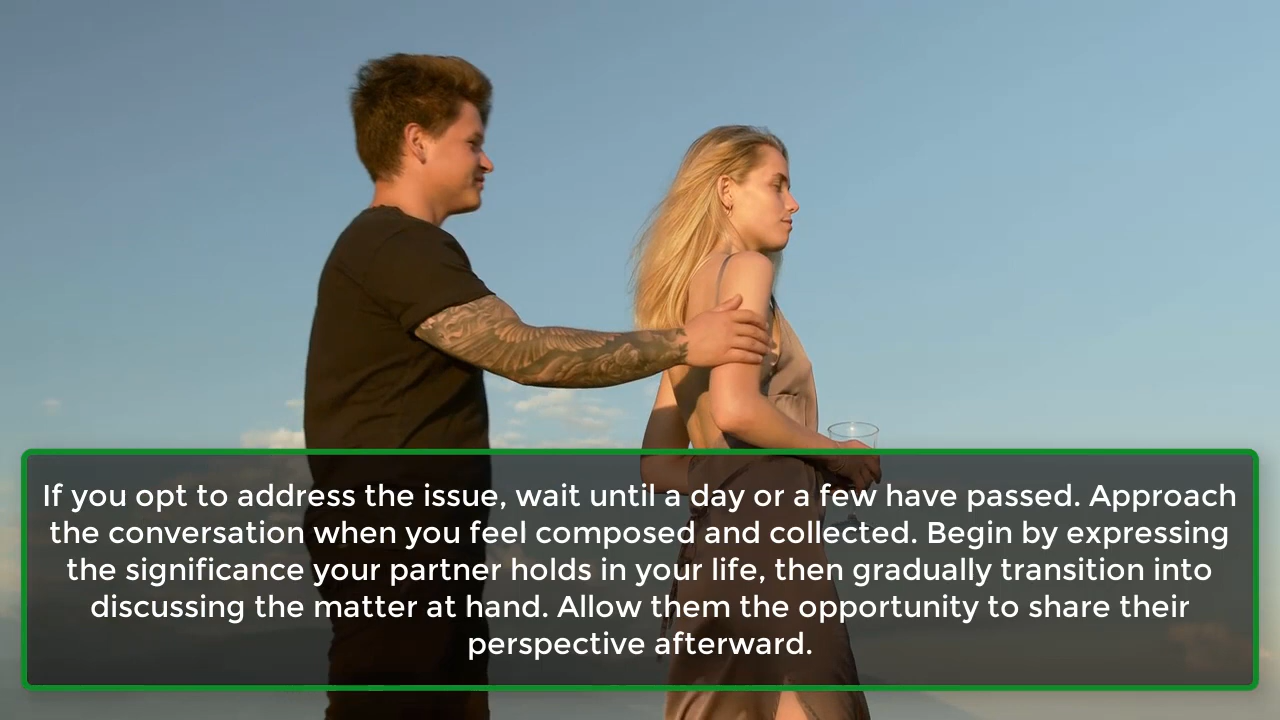 If you opt to address the issue, wait until a day or a few have passed. Approach
the conversation when you feel composed and collected. Begin by expressing
the significance your partner holds in your life, then gradually transition into
discussing the matter at hand. Allow them the opportunity to share their
perspective afterward.